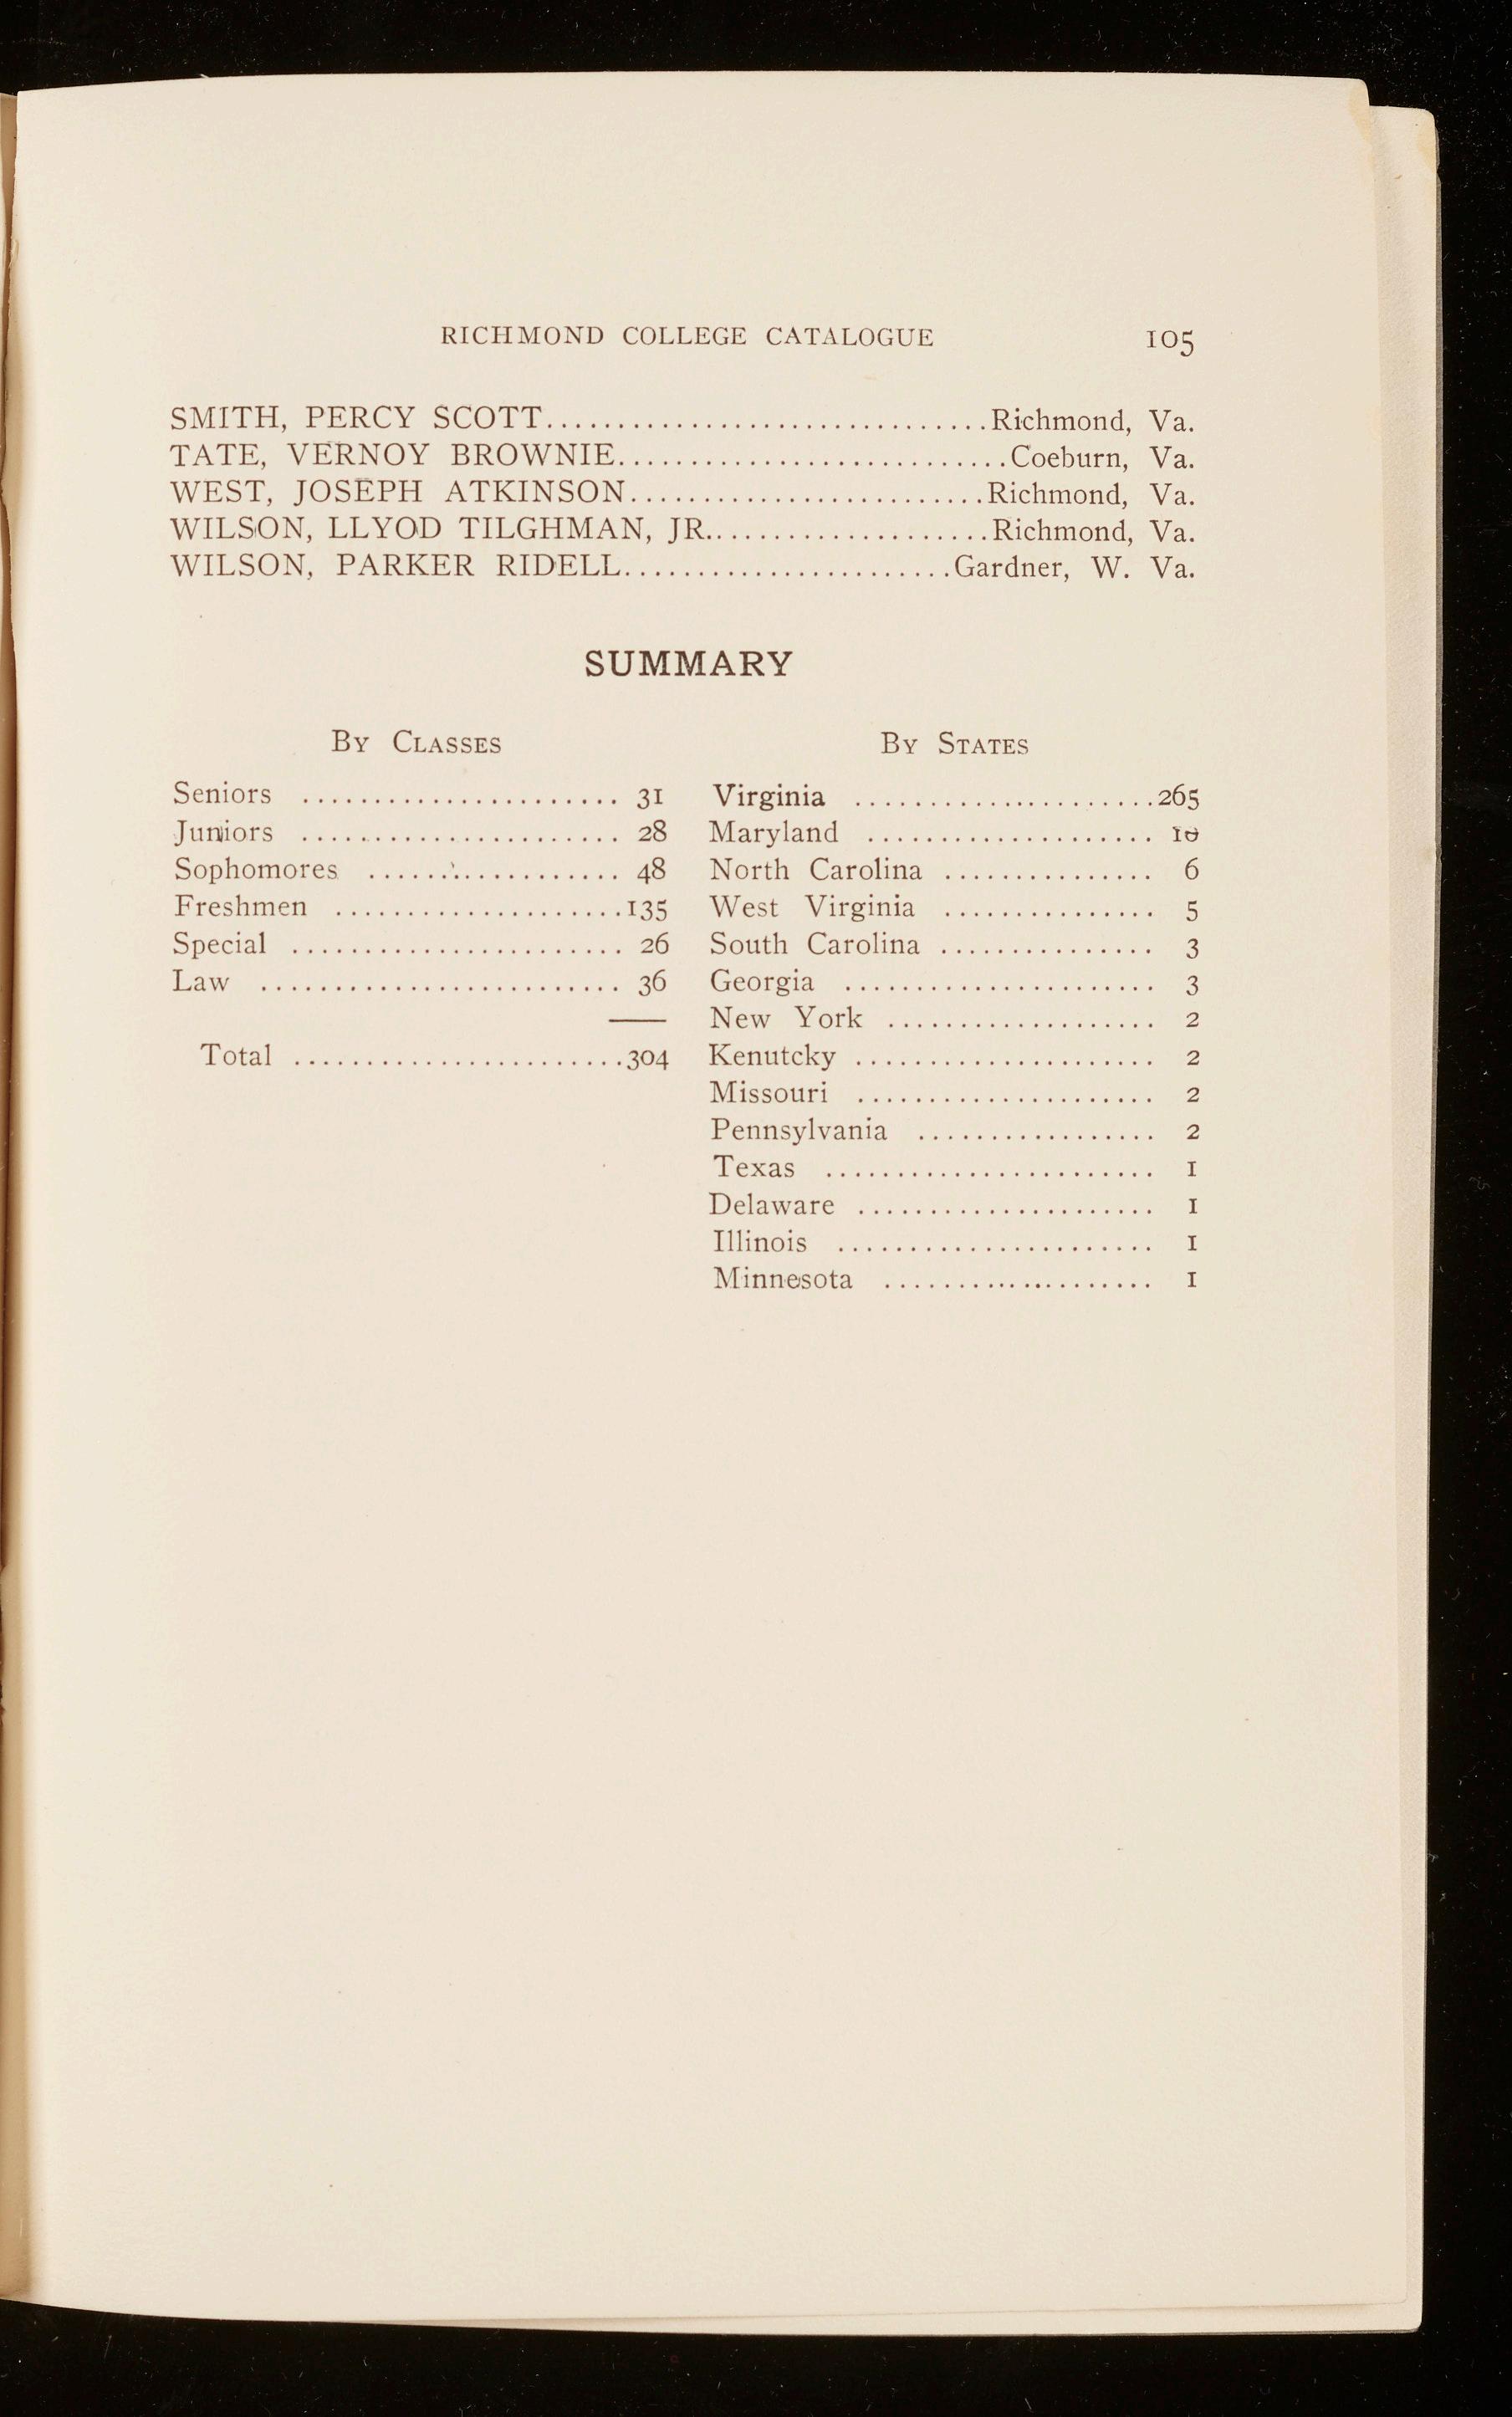 RICHMOND COLLEGE CATALOGUE 105
SMITH, PERCY SCOTT...............................Richmond, Va.
TATE, VERNOY BROWNIE...........................Coeburn, Va.
WEST, JOSEPH ATKINSON.........................Richmond, Va.
WILSON, LLYOD TILGHMAN, JR....................Richmond, Va.
WILSON, PARKER RIDELL.......................Gardner, W. Va.
SUMMARY
By Classes
Seniors ...................... 31
Juniors ...................... 28
Sophomores .................. 48
Freshmen ....................135
Special ....................... 26
Law ......................... 36
Total .......................304
By States
Virginia .....................265
Maryland .................... 10
North Carolina ............... 6
West Virginia ............... 5
South Carolina ............... 3
Georgia ...................... 3
New York ................... 2
Kenutcky ..................... 2
Missouri ..................... 2
Pennsylvania ................. 2
Texas ....................... 1
Delaware ..................... 1
Illinois ...................... 1
Minnesota ................... 1